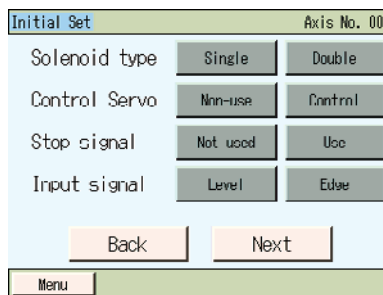 Initial Set Axis No. 00
Solenoid type Single Double
Control Servo Non-use Control
Stop signal Not used Use
Input signal Level Edge
Back Next
Menu